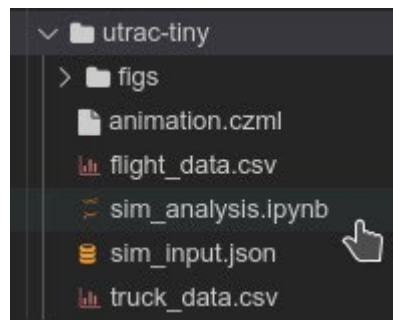 utrac-tiny
figs
animation.czml
flight_data.csv
sim_analysis.ipynb
sim_input.json
truck_data.csv